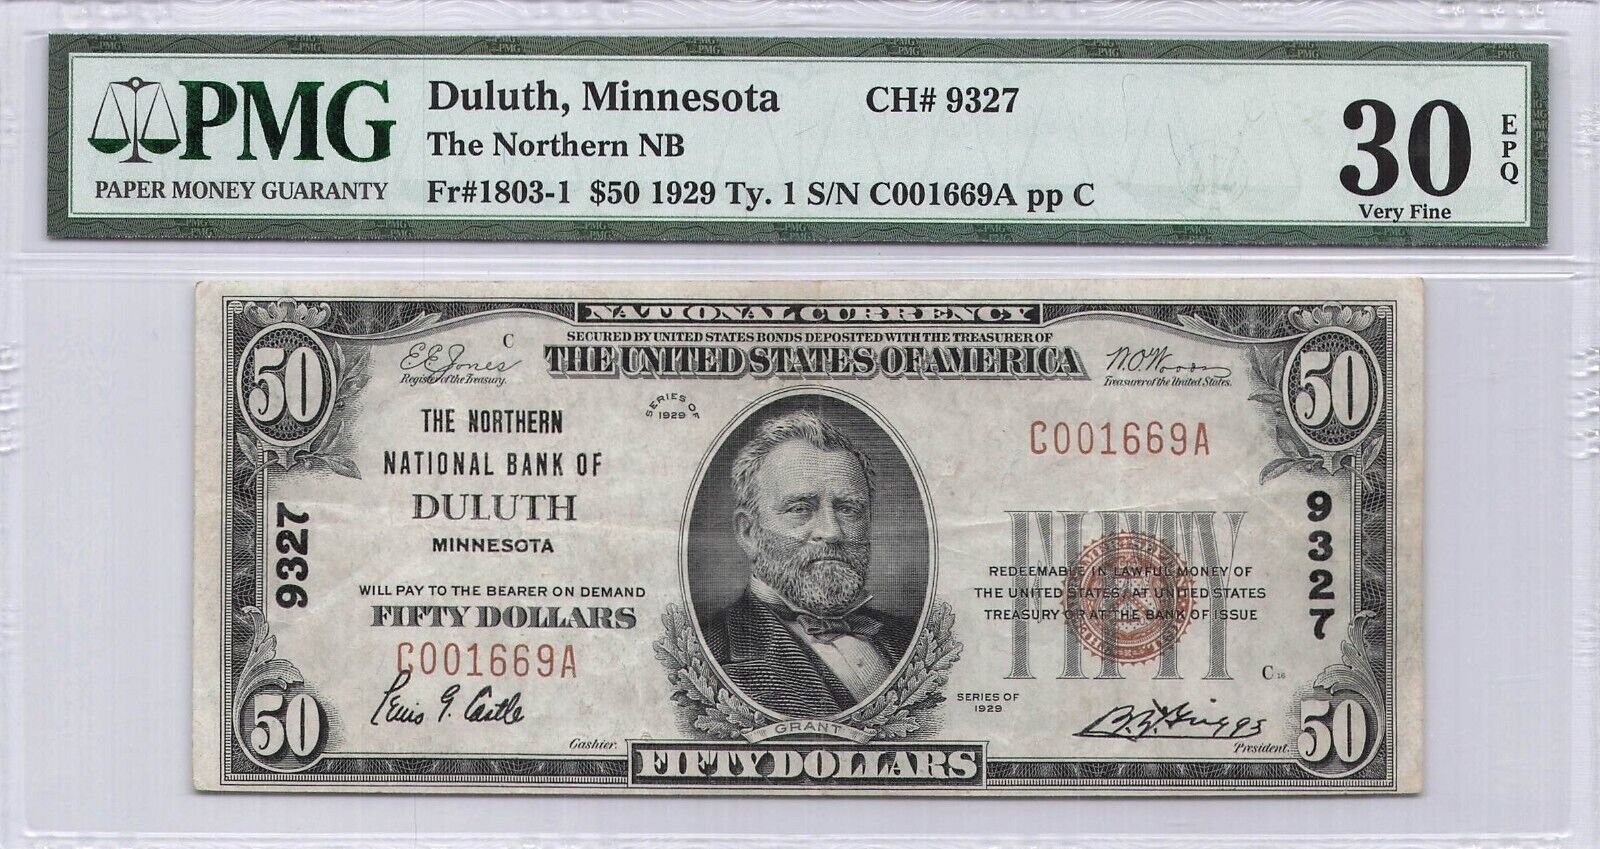 PMG
PAPER MONEY GUARANTY
Duluth, Minnesota CH# 9327
The Northern NB
Fr#1803-1 $50 1929 Ty. 1 S/N C001669A pp C
30
Very Fine
EPQ
NATIONAL CURRENCY
SECURED BY UNITED STATES BONDS DEPOSITED WITH THE TREASURER OF
THE UNITED STATES OF AMERICA
50
50
C
E E Jones
Register of the Treasury.
W. O. Woods
Treasurer of the United States.
SERIES OF
1929
THE NORTHERN
NATIONAL BANK OF
DULUTH
MINNESOTA
C001669A
9327
9327
WILL PAY TO THE BEARER ON DEMAND
FIFTY DOLLARS
C001669A
FIFTY
REDEEMABLE IN LAWFUL MONEY OF
THE UNITED STATES AT UNITED STATES
TREASURY OR AT THE BANK OF ISSUE
C 16
SERIES OF
1929
Lewis G. Castle
Cashier.
President.
GRANT
50
50
FIFTY DOLLARS